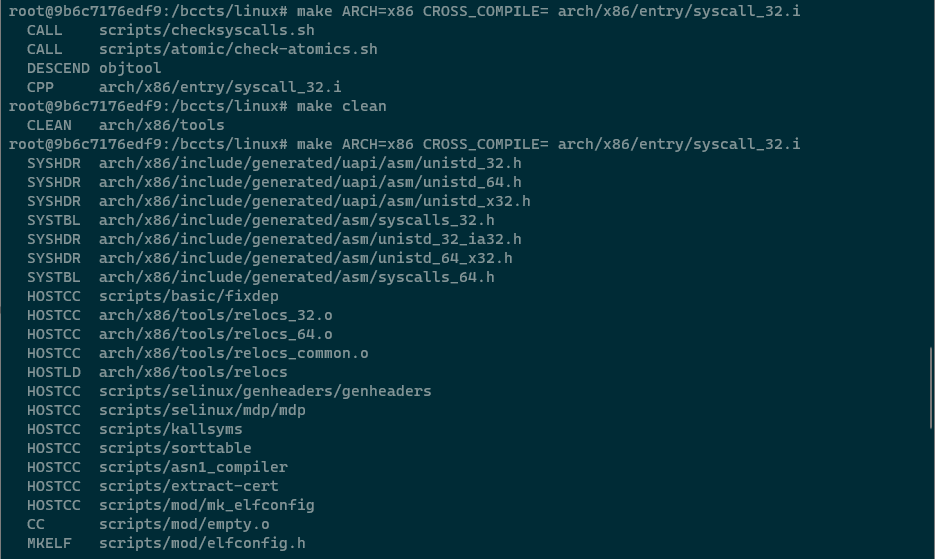 root@9b6c7176edf9:/bccts/linux# make ARCH=x86 CROSS_COMPILE= arch/x86/entry/syscall_32.i
  CALL    scripts/checksyscalls.sh
  CALL    scripts/atomic/check-atomics.sh
  DESCEND objtool
  CPP     arch/x86/entry/syscall_32.i
root@9b6c7176edf9:/bccts/linux# make clean
  CLEAN   arch/x86/tools
root@9b6c7176edf9:/bccts/linux# make ARCH=x86 CROSS_COMPILE= arch/x86/entry/syscall_32.i
  SYSHDR  arch/x86/include/generated/uapi/asm/unistd_32.h
  SYSHDR  arch/x86/include/generated/uapi/asm/unistd_64.h
  SYSHDR  arch/x86/include/generated/uapi/asm/unistd_x32.h
  SYSTBL  arch/x86/include/generated/asm/syscalls_32.h
  SYSHDR  arch/x86/include/generated/asm/unistd_32_ia32.h
  SYSHDR  arch/x86/include/generated/asm/unistd_64_x32.h
  SYSTBL  arch/x86/include/generated/asm/syscalls_64.h
  HOSTCC  scripts/basic/fixdep
  HOSTCC  arch/x86/tools/relocs_32.o
  HOSTCC  arch/x86/tools/relocs_64.o
  HOSTCC  arch/x86/tools/relocs_common.o
  HOSTLD  arch/x86/tools/relocs
  HOSTCC  scripts/selinux/genheaders/genheaders
  HOSTCC  scripts/selinux/mdp/mdp
  HOSTCC  scripts/kallsyms
  HOSTCC  scripts/sorttable
  HOSTCC  scripts/asn1_compiler
  HOSTCC  scripts/extract-cert
  HOSTCC  scripts/mod/mk_elfconfig
  CC      scripts/mod/empty.o
  MKELF   scripts/mod/elfconfig.h